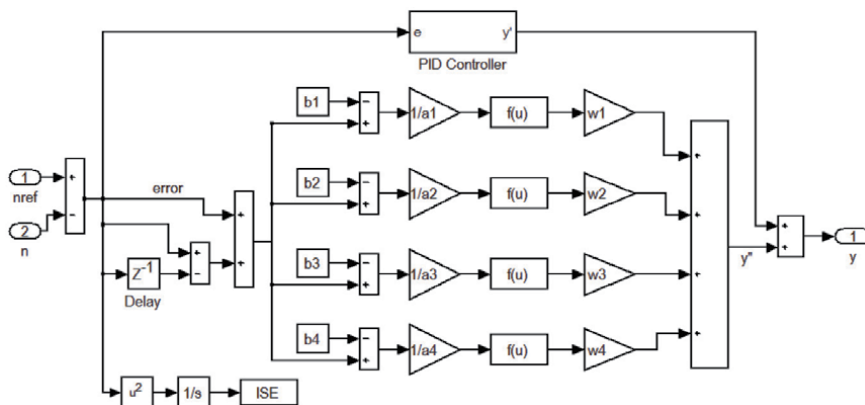 e y'
PID Controller
b1 − + 1/a1 f(u) w1
1 nref + −
2 n
error
b2 − + 1/a2 f(u) w2
+ + + −
Z⁻¹
Delay
b3 − + 1/a3 f(u) w3
b4 − + 1/a4 f(u) w4
+ + + +
y"
+ +
1
y
u² 1/s ISE